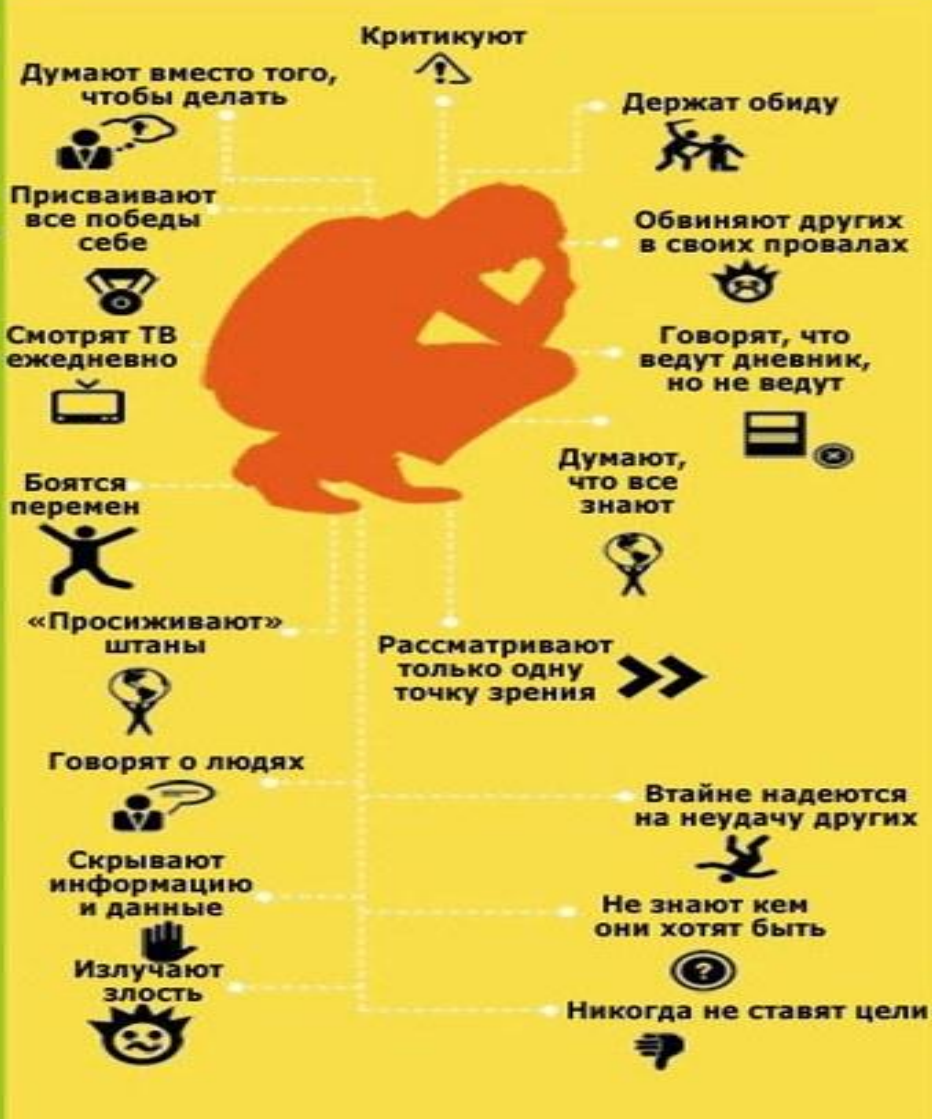 Критикуют
Думают вместо того,
чтобы делать
Держат обиду
Присваивают
все победы
себе
Обвиняют других
в своих провалах
Смотрят ТВ
ежедневно
Говорят, что
ведут дневник,
но не ведут
Думают,
что все
знают
Боятся
перемен
«Просиживают»
штаны
Рассматривают
только одну
точку зрения
Говорят о людях
Втайне надеются
на неудачу других
Скрывают
информацию
и данные
Не знают кем
они хотят быть
Излучают
злость
Никогда не ставят цели